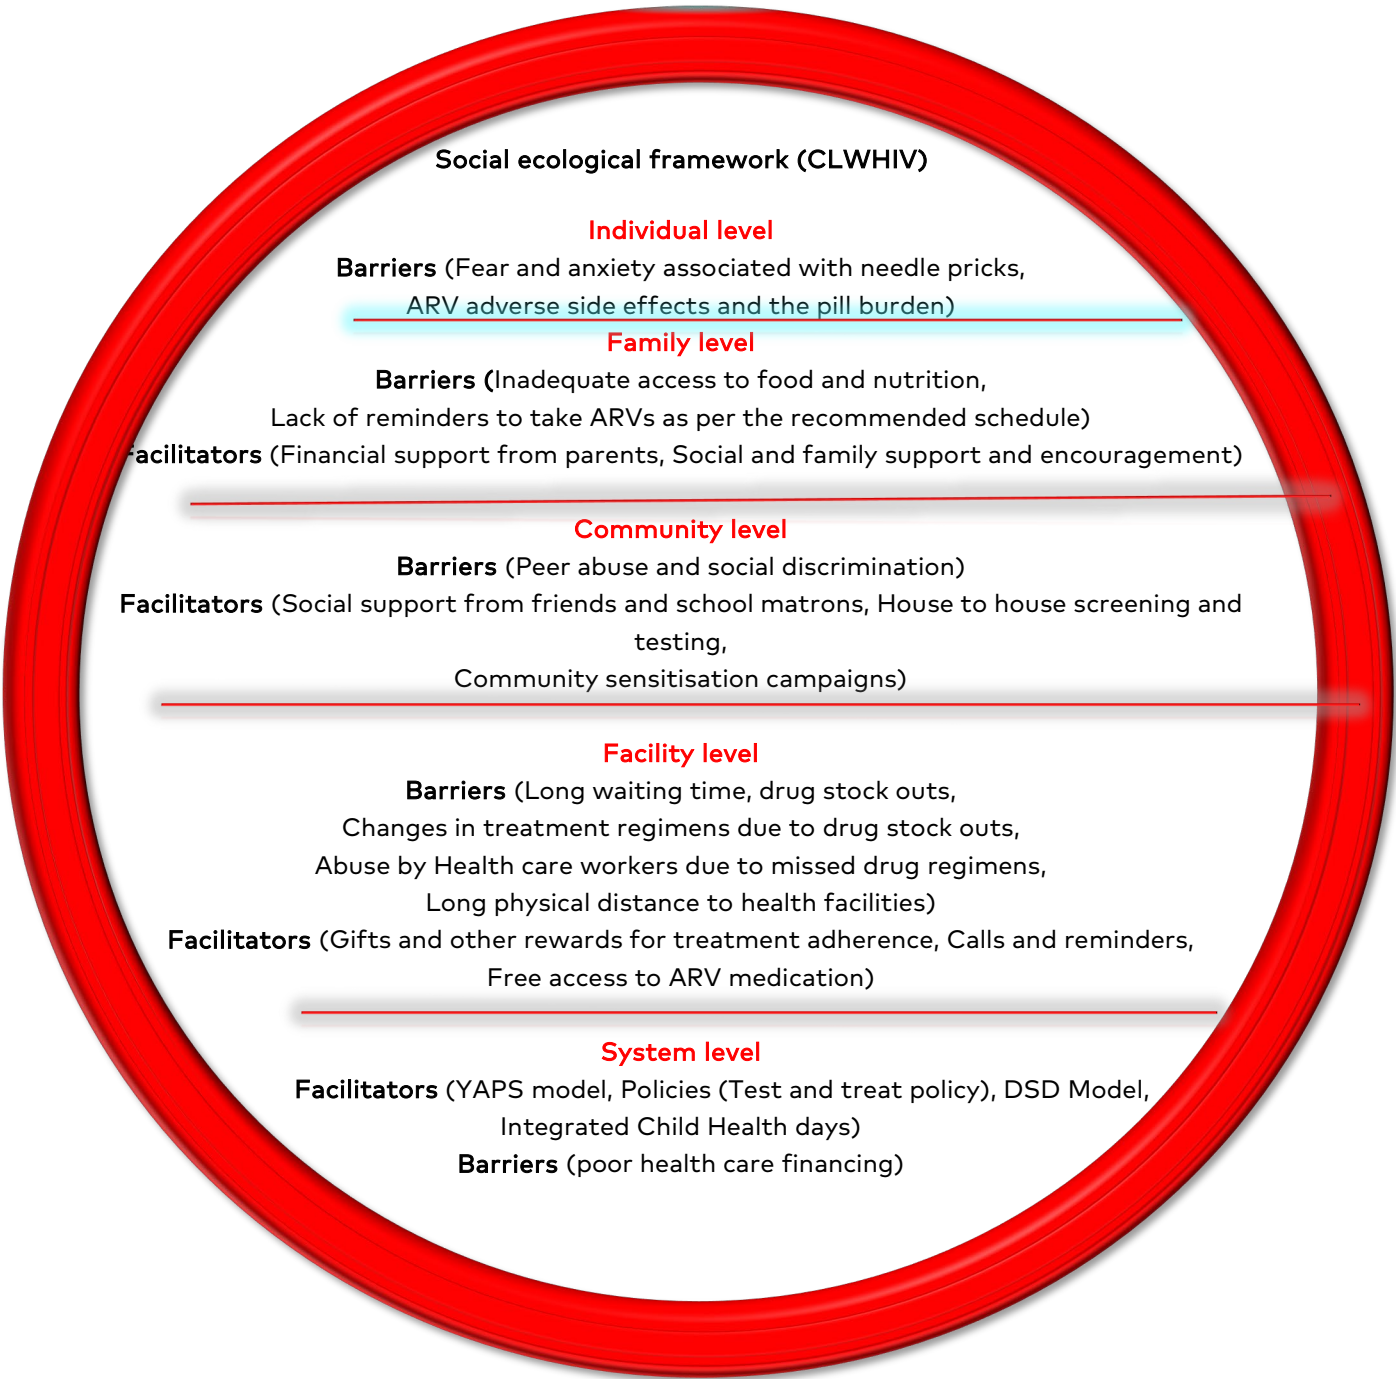 Social ecological framework (CLWHIV)
Individual level
Barriers (Fear and anxiety associated with needle pricks,
ARV adverse side effects and the pill burden)
Family level
Barriers (Inadequate access to food and nutrition,
Lack of reminders to take ARVs as per the recommended schedule)
Facilitators (Financial support from parents, Social and family support and encouragement)
Community level
Barriers (Peer abuse and social discrimination)
Facilitators (Social support from friends and school matrons, House to house screening and
testing,
Community sensitisation campaigns)
Facility level
Barriers (Long waiting time, drug stock outs,
Changes in treatment regimens due to drug stock outs,
Abuse by Health care workers due to missed drug regimens,
Long physical distance to health facilities)
Facilitators (Gifts and other rewards for treatment adherence, Calls and reminders,
Free access to ARV medication)
System level
Facilitators (YAPS model, Policies (Test and treat policy), DSD Model,
Integrated Child Health days)
Barriers (poor health care financing)